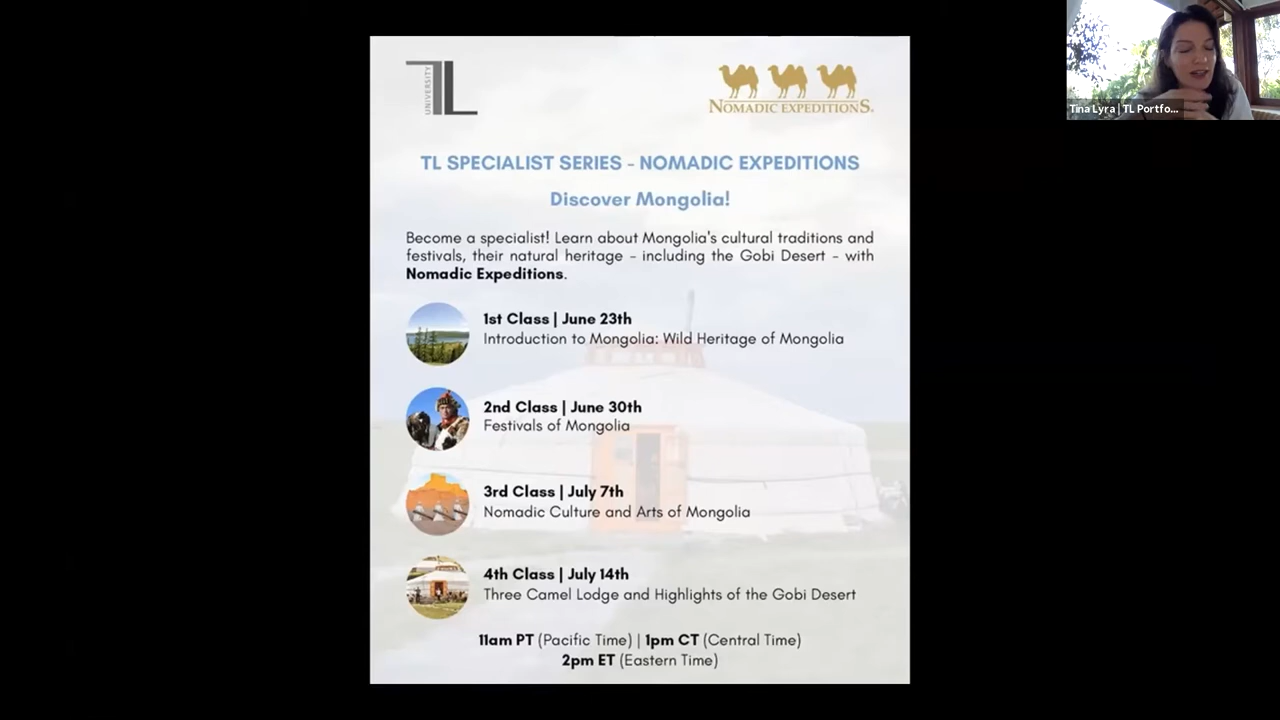 Tina Lyra | TL Portfo...
UNIVERSITY
TL
NOMADIC EXPEDITIONS.
TL SPECIALIST SERIES - NOMADIC EXPEDITIONS
Discover Mongolia!
Become a specialist! Learn about Mongolia's cultural traditions and
festivals, their natural heritage - including the Gobi Desert - with
Nomadic Expeditions.
1st Class | June 23th
Introduction to Mongolia: Wild Heritage of Mongolia
2nd Class | June 30th
Festivals of Mongolia
3rd Class | July 7th
Nomadic Culture and Arts of Mongolia
4th Class | July 14th
Three Camel Lodge and Highlights of the Gobi Desert
11am PT (Pacific Time) | 1pm CT (Central Time)
2pm ET (Eastern Time)